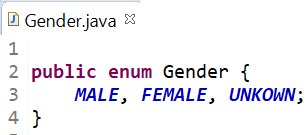 Gender.java
1
2 public enum Gender {
3 MALE, FEMALE, UNKOWN;
4 }